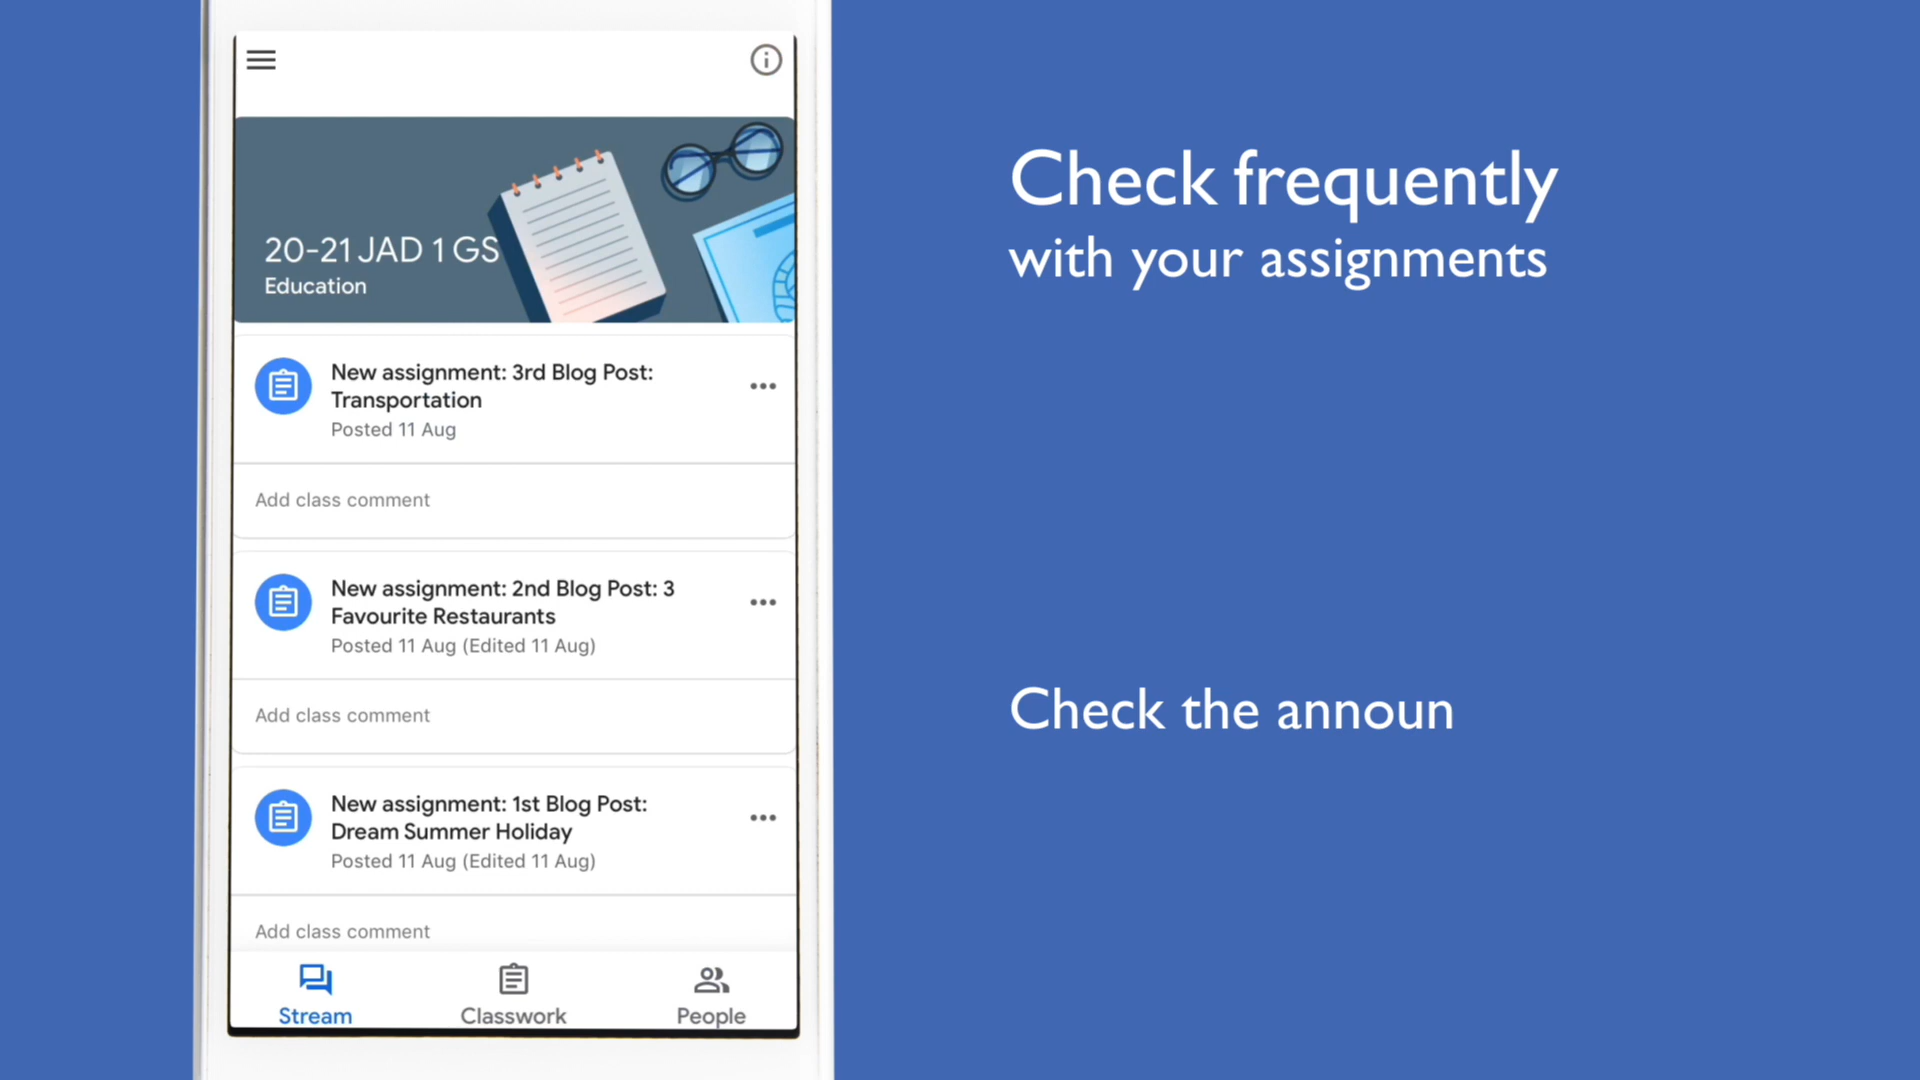 20-21 JAD 1 GS
Education
New assignment: 3rd Blog Post:
Transportation
Posted 11 Aug
Add class comment
New assignment: 2nd Blog Post: 3
Favourite Restaurants
Posted 11 Aug (Edited 11 Aug)
Add class comment
New assignment: 1st Blog Post:
Dream Summer Holiday
Posted 11 Aug (Edited 11 Aug)
Add class comment
Stream
Classwork
People
Check frequently
with your assignments
Check the announ